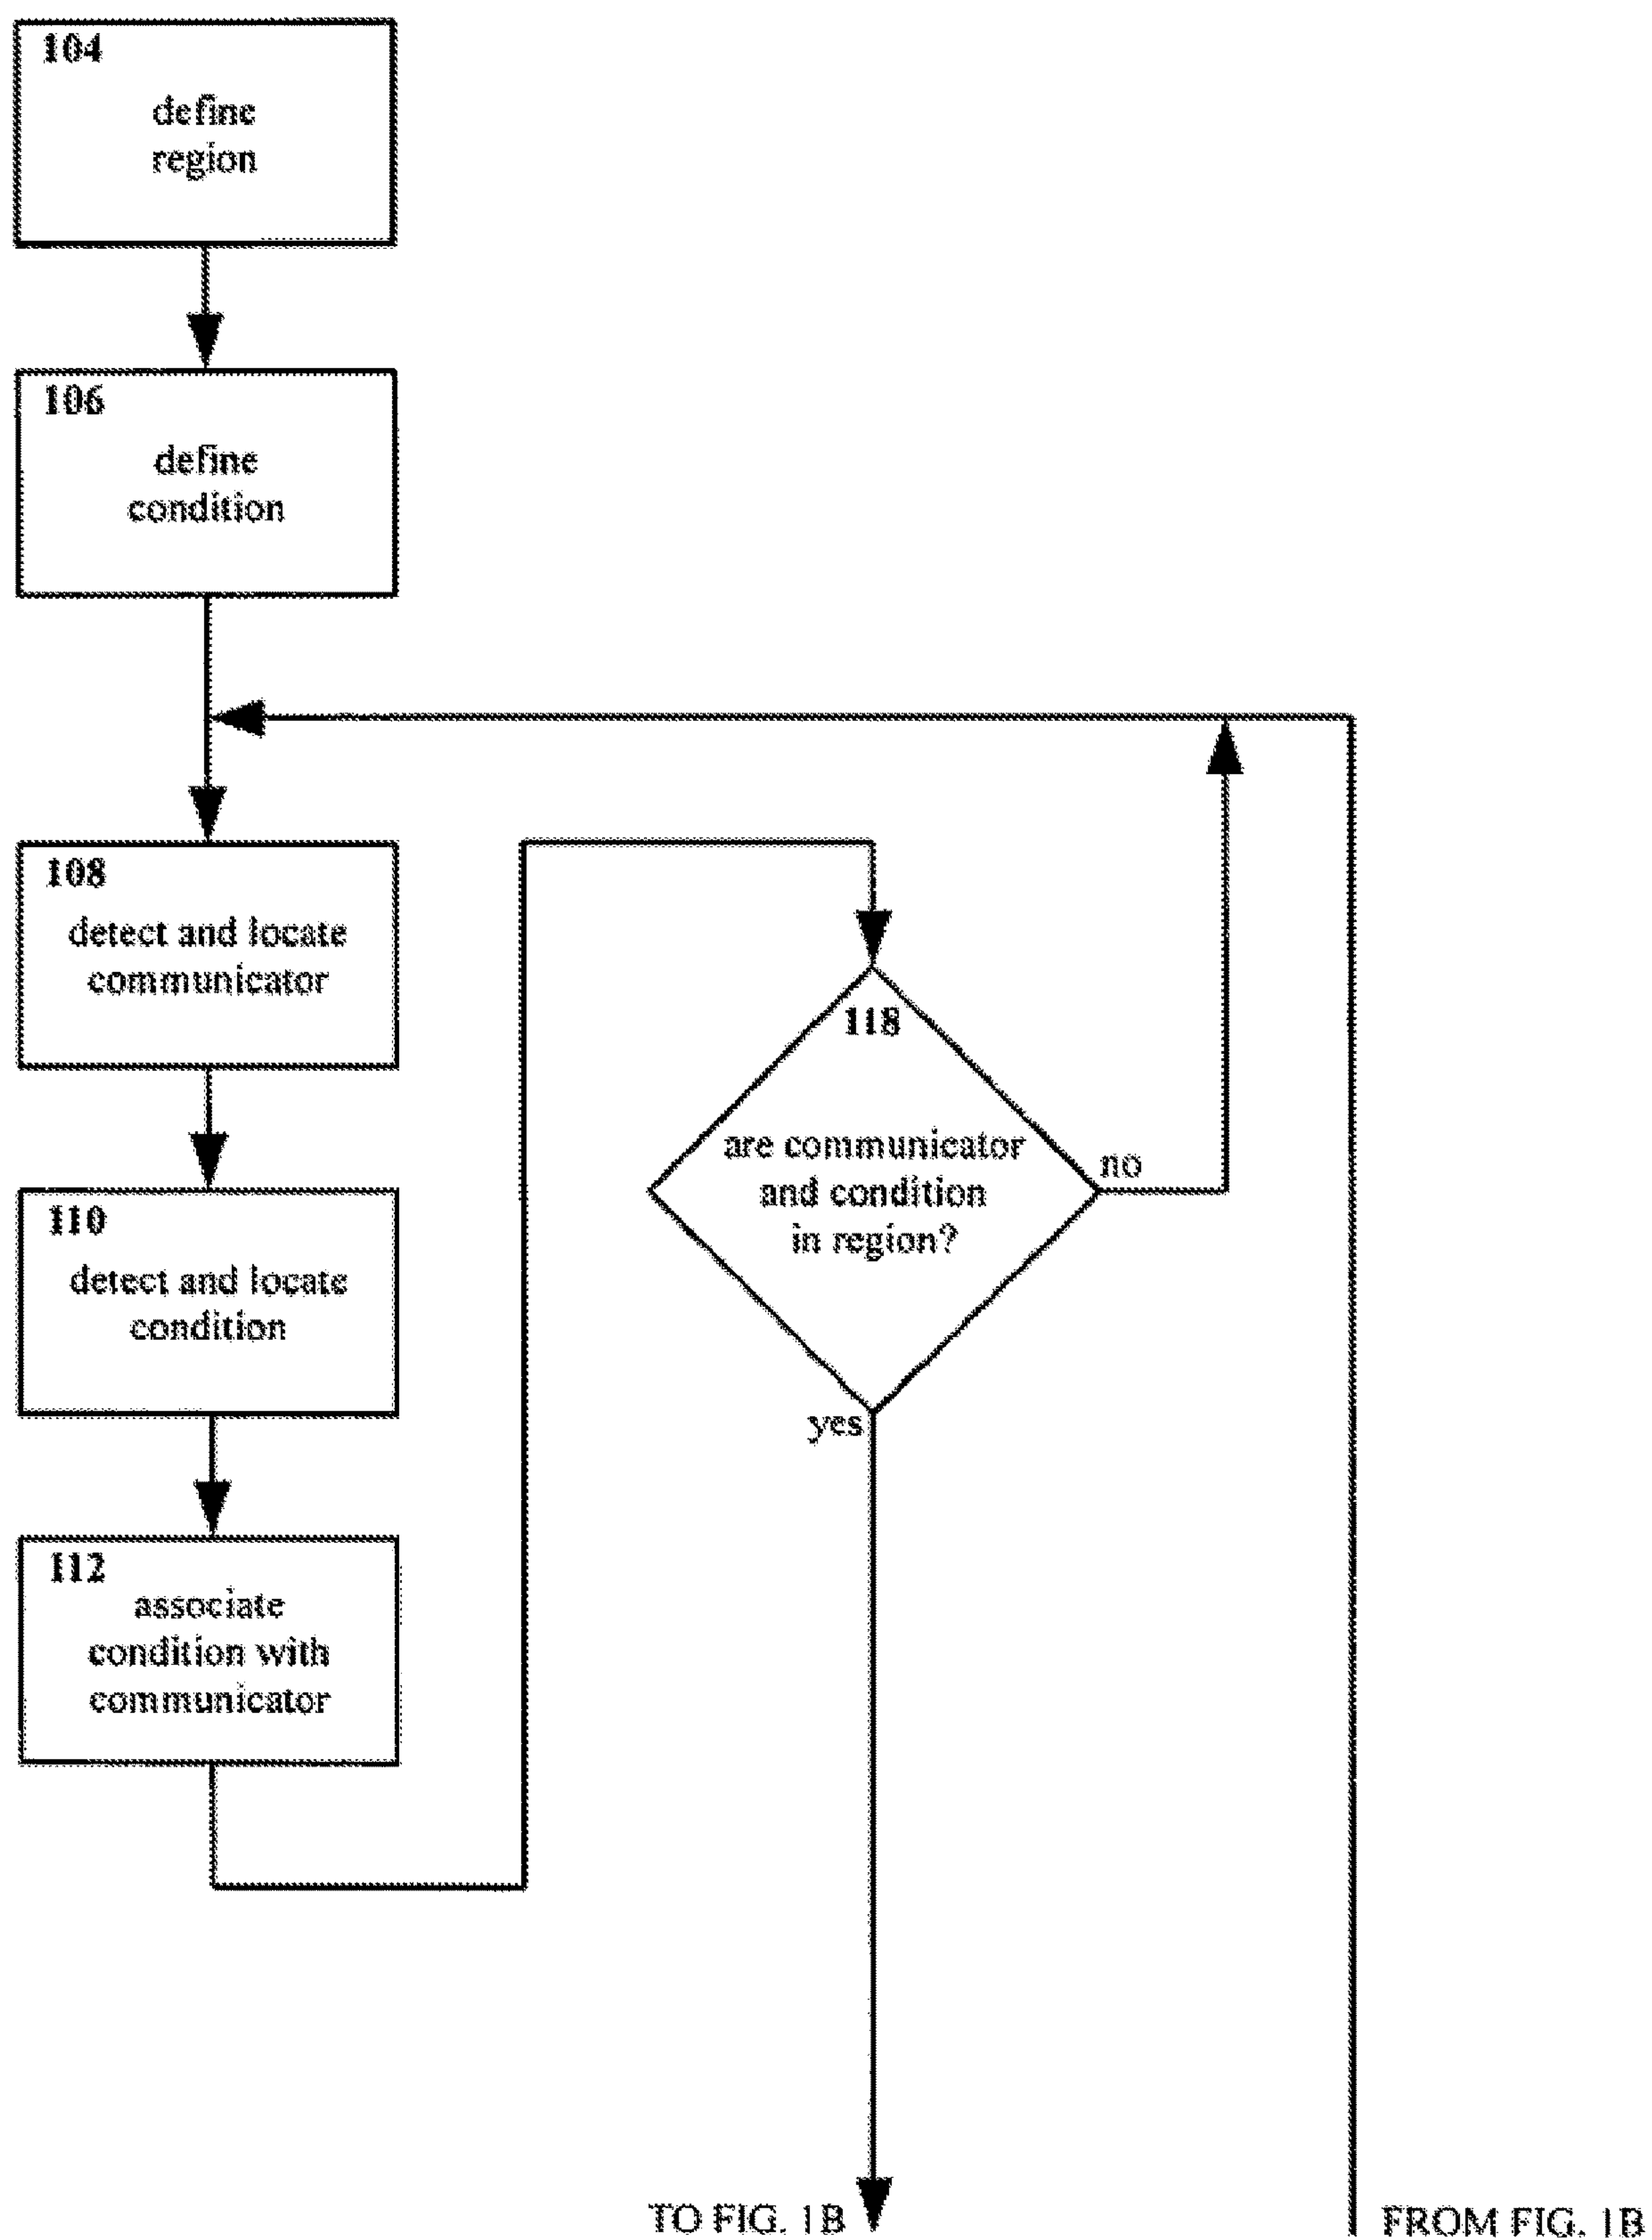 104
define
region
106
define
condition
108
detect and locate
communicator
110
detect and locate
condition
112
associate
condition with
communicator
118
are communicator
and condition
in region?
no
yes
TO FIG. 1B
FROM FIG. 1B